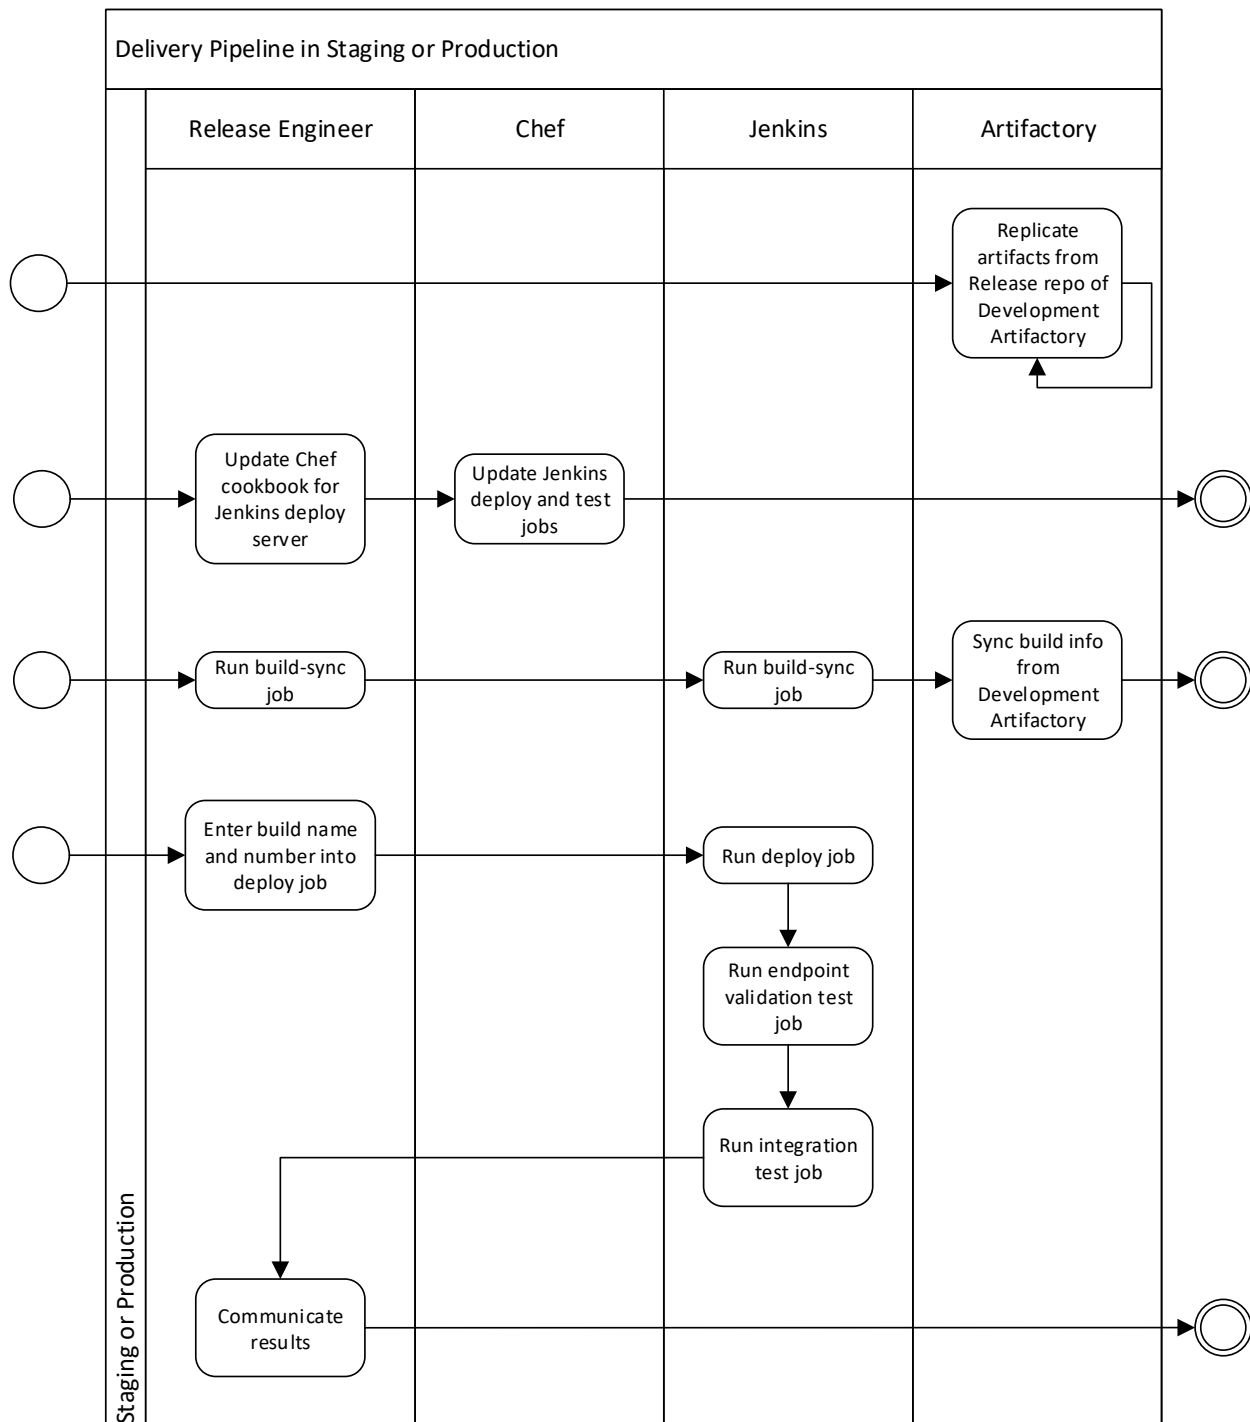 Delivery Pipeline in Staging or Production
Release Engineer
Chef
Jenkins
Artifactory
Replicate
artifacts from
Release repo of
Development
Artifactory
Update Chef
cookbook for
Jenkins deploy
server
Update Jenkins
deploy and test
jobs
Run build-sync
job
Run build-sync
job
Sync build info
from
Development
Artifactory
Enter build name
and number into
deploy job
Run deploy job
Run endpoint
validation test
job
Run integration
test job
Communicate
results
Staging or Production